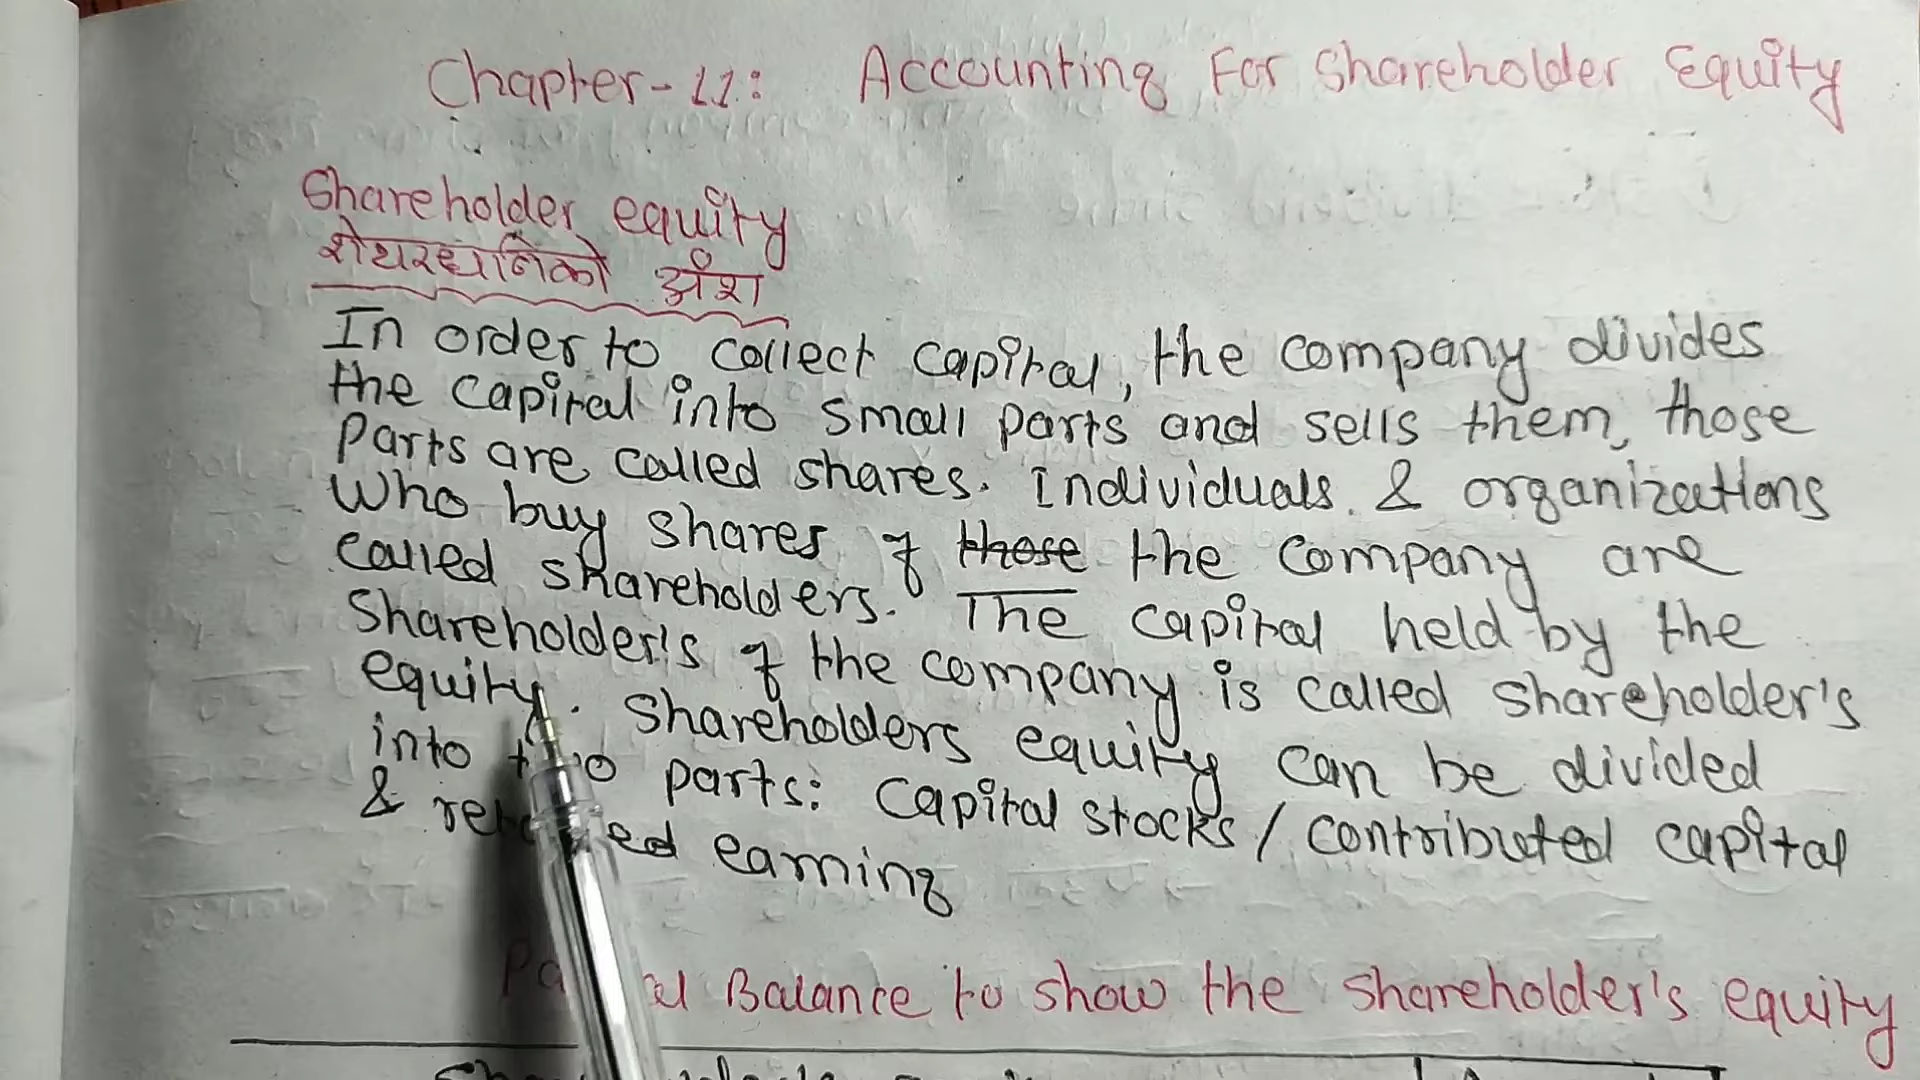 Chapter-11: Accounting For Shareholder Equity
Shareholder equity
शेयरधनिको अंश
In order to collect capital, the company divides
the capital into small parts and sells them, those
Parts are called shares. Individuals & organizations
who buy shares of those the company are
called shareholders. The capital held by the
Shareholder's of the company is called shareholder's
equity. Shareholders equity can be divided
into two parts: Capital stocks / contributed capital
& retained earning
Balance to show the shareholder's equity